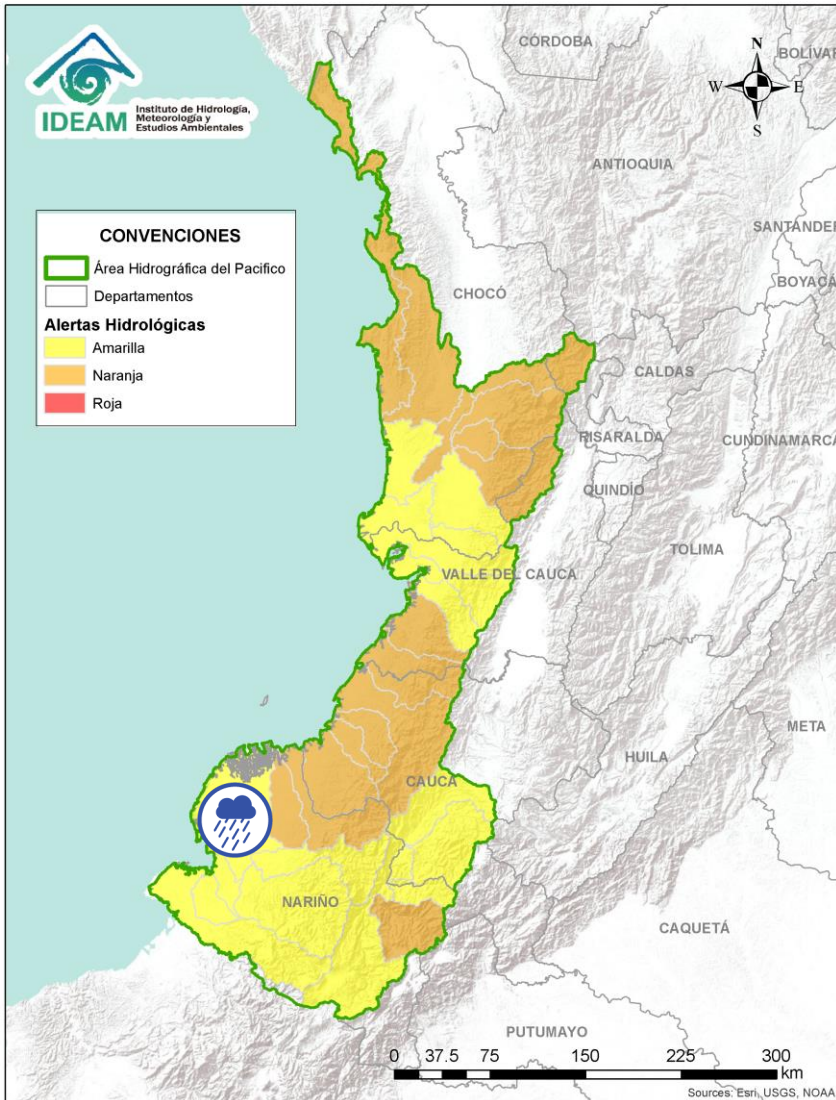 CÓRDOBA
BOLÍVAR
N
W
E
S
IDEAM
Instituto de Hidrología,
Meteorología y
Estudios Ambientales
ANTIOQUIA
CONVENCIONES
Área Hidrográfica del Pacifico
Departamentos
Alertas Hidrológicas
Amarilla
Naranja
Roja
SANTANDER
BOYACÁ
CHOCÓ
CALDAS
RISARALDA
CUNDINAMARCA
QUINDÍO
TOLIMA
VALLE DEL CAUCA
META
HUILA
CAUCA
NARIÑO
CAQUETÁ
PUTUMAYO
0 37.5 75 150 225 300
km
Sources: Esri, USGS, NOAA